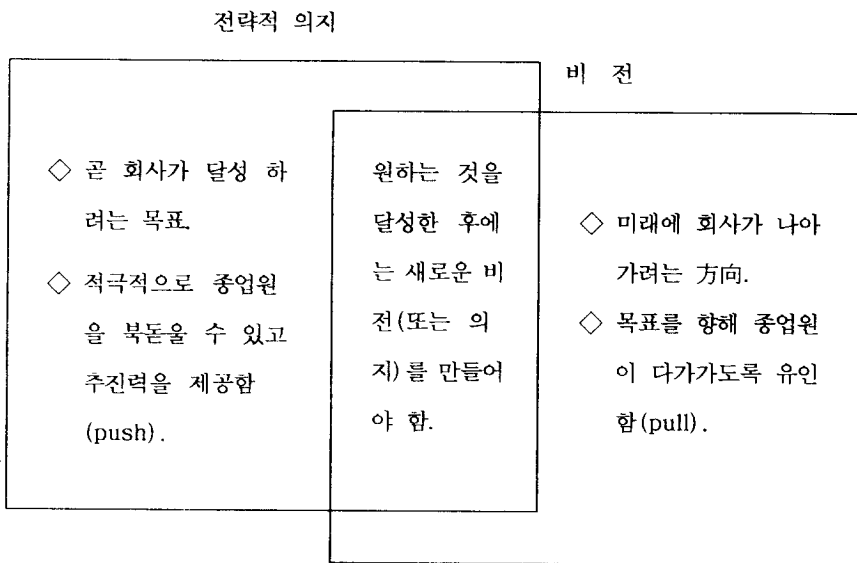 전략적 의지
비 전
◇ 곧 회사가 달성 하
려는 목표.
◇ 적극적으로 종업원
을 북돋울 수 있고
추진력을 제공함
(push).
원하는 것을
달성한 후에
는 새로운 비
전(또는 의
지)를 만들어
야 함.
◇ 미래에 회사가 나아
가려는 方向.
◇ 목표를 향해 종업원
이 다가가도록 유인
함(pull).